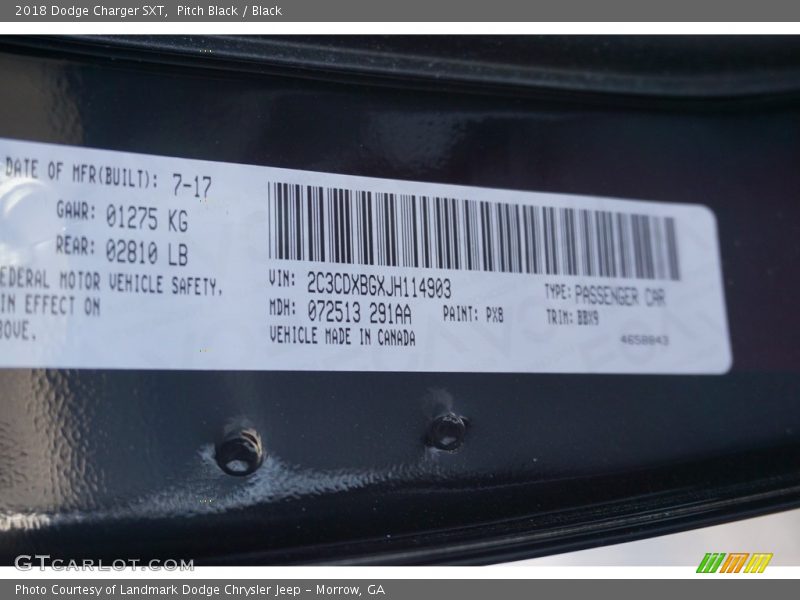 2018 Dodge Charger SXT, Pitch Black / Black
DATE OF MFR(BUILT): 7-17
GAWR: 01275 KG
REAR: 02810 LB
EDERAL MOTOR VEHICLE SAFETY,
IN EFFECT ON
BOVE.
VIN: 2C3CDXBGXJH114903
TYPE: PASSENGER CAR
MDH: 072513 291AA
PAINT: PX8
TRIM: BBX9
VEHICLE MADE IN CANADA
4658843
GTcarlot.com
Photo Courtesy of Landmark Dodge Chrysler Jeep – Morrow, GA